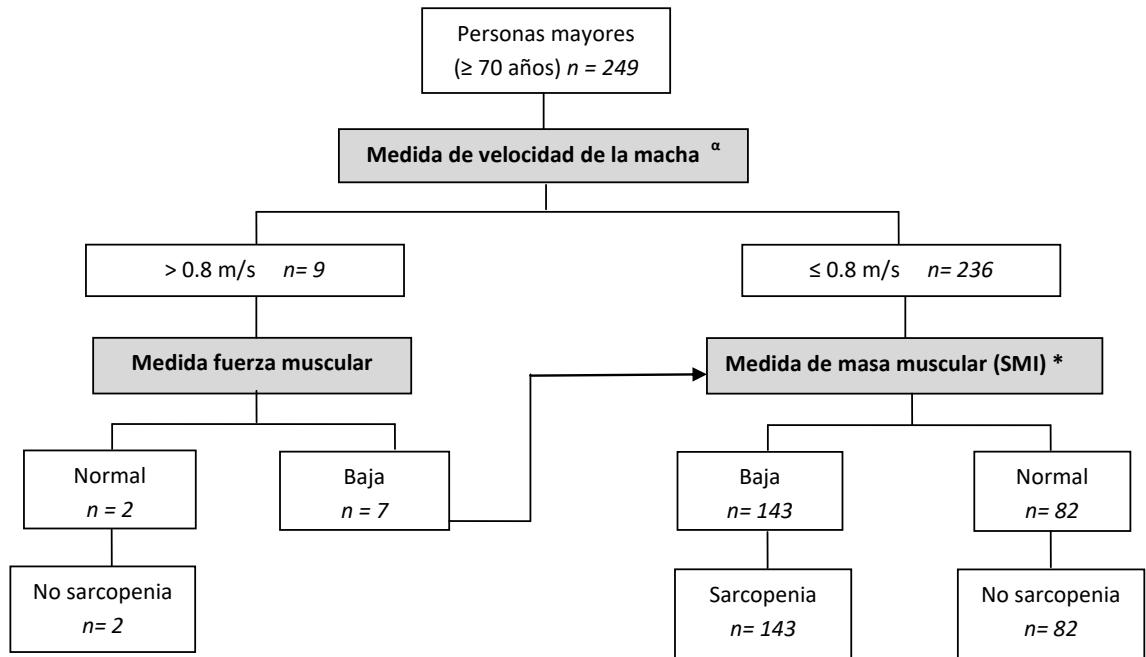 Personas mayores
(≥ 70 años) n = 249
Medida de velocidad de la macha α
> 0.8 m/s n= 9
≤ 0.8 m/s n= 236
Medida fuerza muscular
Medida de masa muscular (SMI) *
Normal
n = 2
Baja
n = 7
Baja
n= 143
Normal
n= 82
No sarcopenia
n= 2
Sarcopenia
n= 143
No sarcopenia
n= 82